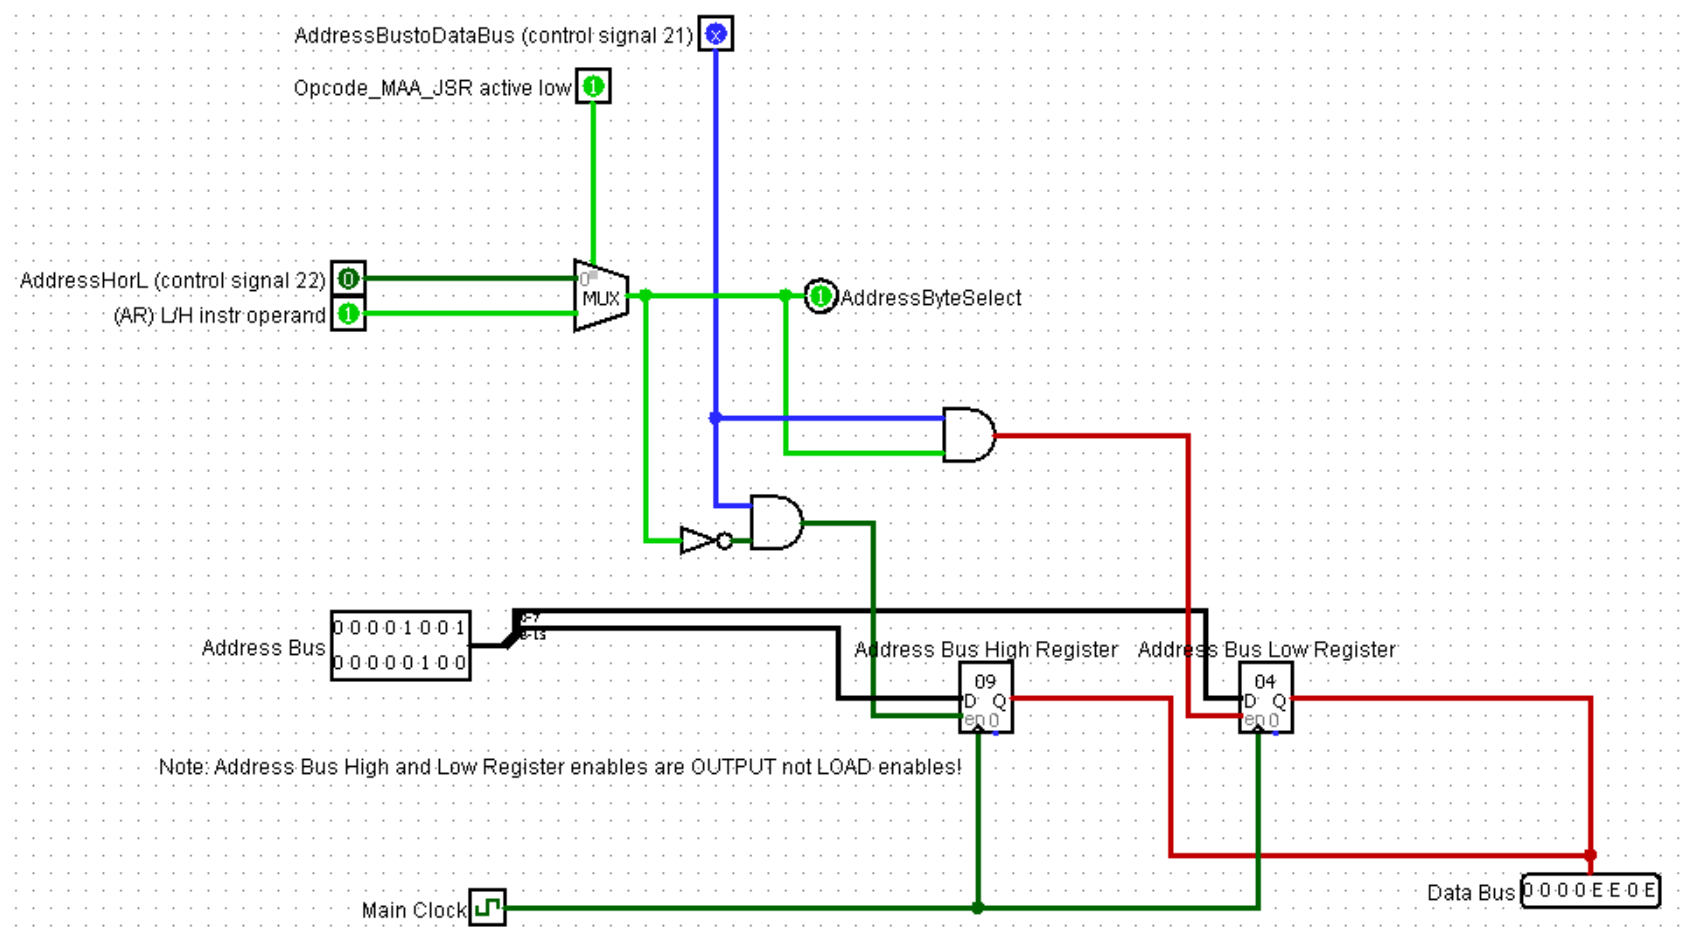 AddressBustoDataBus (control signal 21)
x
Opcode_MAA_JSR active low
1
AddressHorL (control signal 22)
0
(AR) L/H instr operand
1
0
MUX
1
AddressByteSelect
0-7
8-15
Address Bus
0 0 0 0 1 0 0 1
0 0 0 0 0 1 0 0
Address Bus High Register
09
D Q
en 0
Address Bus Low Register
04
D Q
en 0
Note: Address Bus High and Low Register enables are OUTPUT not LOAD enables!
Main Clock
Data Bus
0 0 0 0 E E 0 E